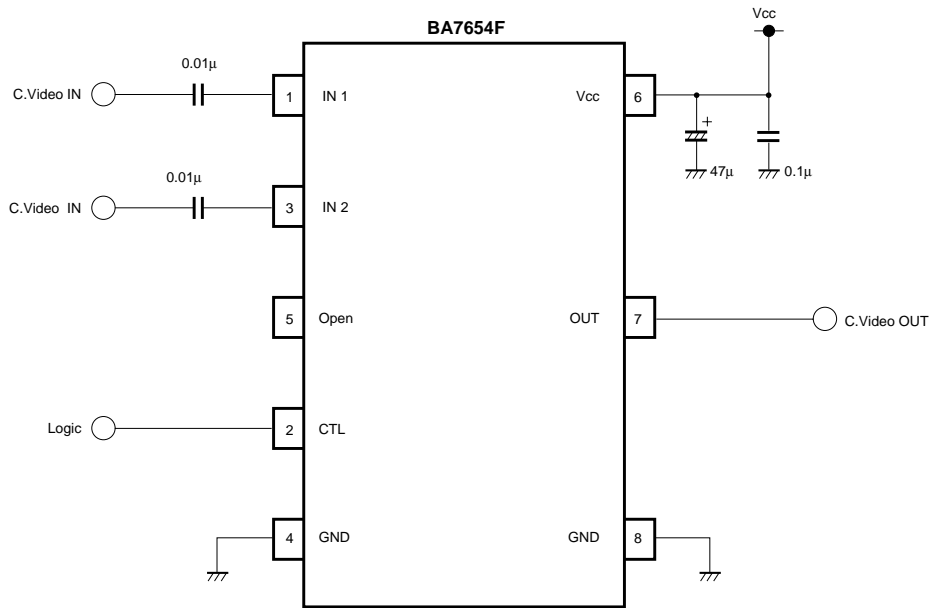 BA7654F
Vcc
0.01μ
C.Video IN
1
IN 1
Vcc
6
+
47μ
0.1μ
0.01μ
C.Video IN
3
IN 2
5
Open
OUT
7
C.Video OUT
Logic
2
CTL
4
GND
GND
8